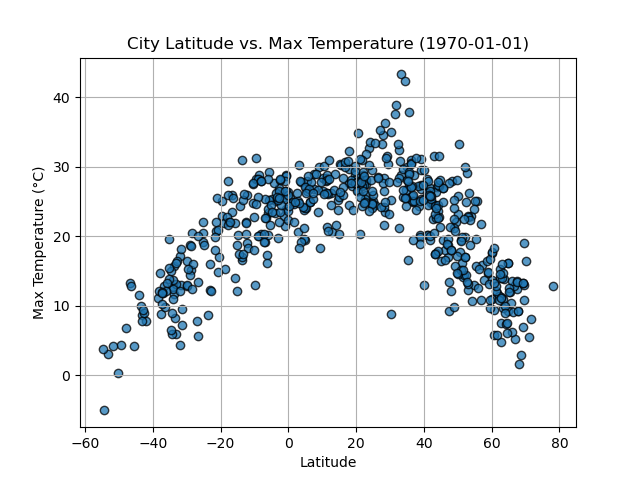 City Latitude vs. Max Temperature (1970-01-01)
Max Temperature (°C)
40
30
20
10
0
−60 −40 −20 0 20 40 60 80
Latitude